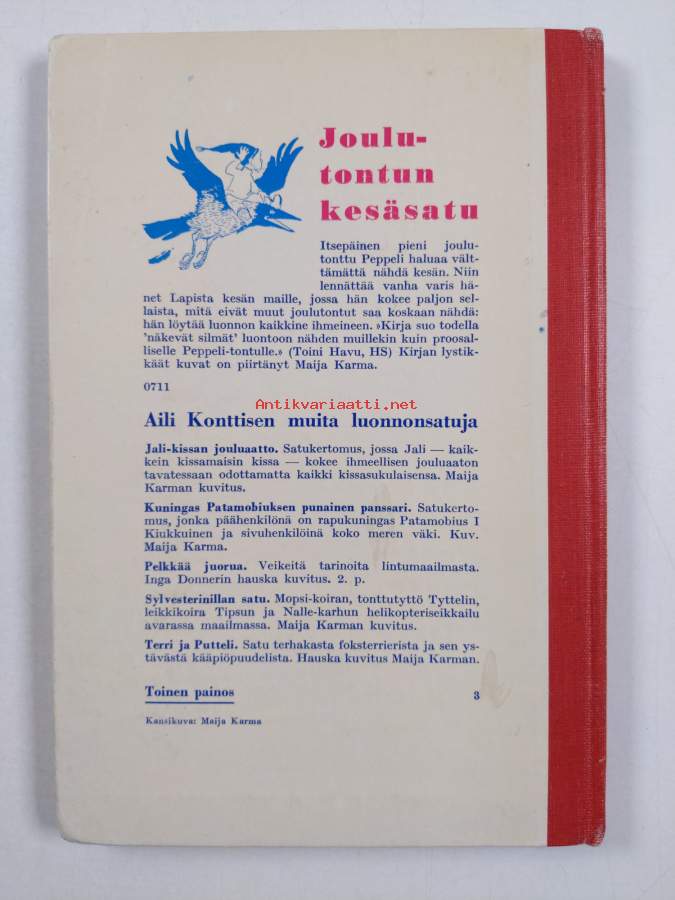 Joulu-
tontun
kesäsatu
Itsepäinen pieni joulu-
tonttu Peppeli haluaa vält-
tämättä nähdä kesän. Niin
lennättää vanha varis hä-
net Lapista kesän maille, jossa hän kokee paljon sel-
laista, mitä eivät muut joulutontut saa koskaan nähdä:
hän löytää luonnon kaikkine ihmeineen. »Kirja suo todella
'näkevät silmät' luontoon nähden muillekin kuin proosal-
liselle Peppeli-tontulle.» (Toini Havu, HS) Kirjan lystik-
käät kuvat on piirtänyt Maija Karma.
0711
Antikvariaatti.net
Aili Konttisen muita luonnonsatuja
Jali-kissan jouluaatto. Satukertomus, jossa Jali — kaik-
kein kissamaisin kissa — kokee ihmeellisen jouluaaton
tavatessaan odottamatta kaikki kissasukulaisensa. Maija
Karman kuvitus.
Kuningas Patamobiuksen punainen panssari. Satukerto-
mus, jonka päähenkilönä on rapukuningas Patamobius I
Kiukkuinen ja sivuhenkilöinä koko meren väki. Kuv.
Maija Karma.
Pelkkää juorua. Veikeitä tarinoita lintumaailmasta.
Inga Donnerin hauska kuvitus. 2. p.
Sylvesterinillan satu. Mopsi-koiran, tonttutyttö Tyttelin,
leikkikoira Tipsun ja Nalle-karhun helikopteriseikkailu
avarassa maailmassa. Maija Karman kuvitus.
Terri ja Putteli. Satu terhakasta foksterrieristä ja sen ys-
tävästä kääpiöpuudelista. Hauska kuvitus Maija Karman.
Toinen painos 3
Kansikuva: Maija Karma